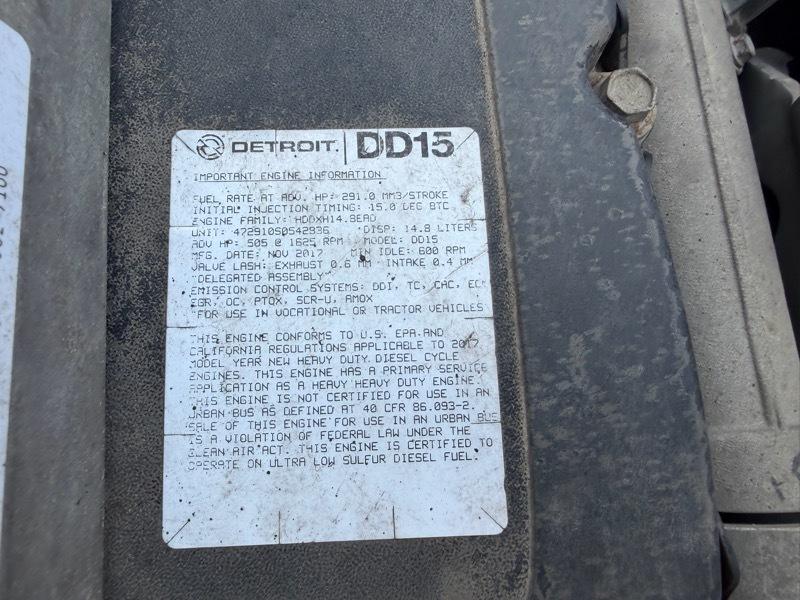 DETROIT. DD15
IMPORTANT ENGINE INFORMATION
FUEL RATE AT ADV. HP: 291.0 MM3/STROKE
INITIAL INJECTION TIMING: 15.0 DEG BTC
ENGINE FAMILY: HDDXH14.8EAD
UNIT: 472910S0542936 DISP: 14.8 LITERS
ADV HP: 505 @ 1625 RPM MODEL: DD15
MFG. DATE: NOV 2017 MIN IDLE: 600 RPM
VALVE LASH: EXHAUST 0.6 MM INTAKE 0.4 MM
"DELEGATED ASSEMBLY"
EMISSION CONTROL SYSTEMS: DDI, TC, CAC, ECM
EGR, OC, PTOX, SCR-U, AMOX
"FOR USE IN VOCATIONAL OR TRACTOR VEHICLES"
THIS ENGINE CONFORMS TO U.S. EPA AND
CALIFORNIA REGULATIONS APPLICABLE TO 2017
MODEL YEAR NEW HEAVY DUTY DIESEL CYCLE
ENGINES. THIS ENGINE HAS A PRIMARY SERVICE
APPLICATION AS A HEAVY HEAVY DUTY ENGINE.
THIS ENGINE IS NOT CERTIFIED FOR USE IN AN
URBAN BUS AS DEFINED AT 40 CFR 86.093-2.
SALE OF THIS ENGINE FOR USE IN AN URBAN BUS
IS A VIOLATION OF FEDERAL LAW UNDER THE
CLEAN AIR ACT. THIS ENGINE IS CERTIFIED TO
OPERATE ON ULTRA LOW SULFUR DIESEL FUEL.